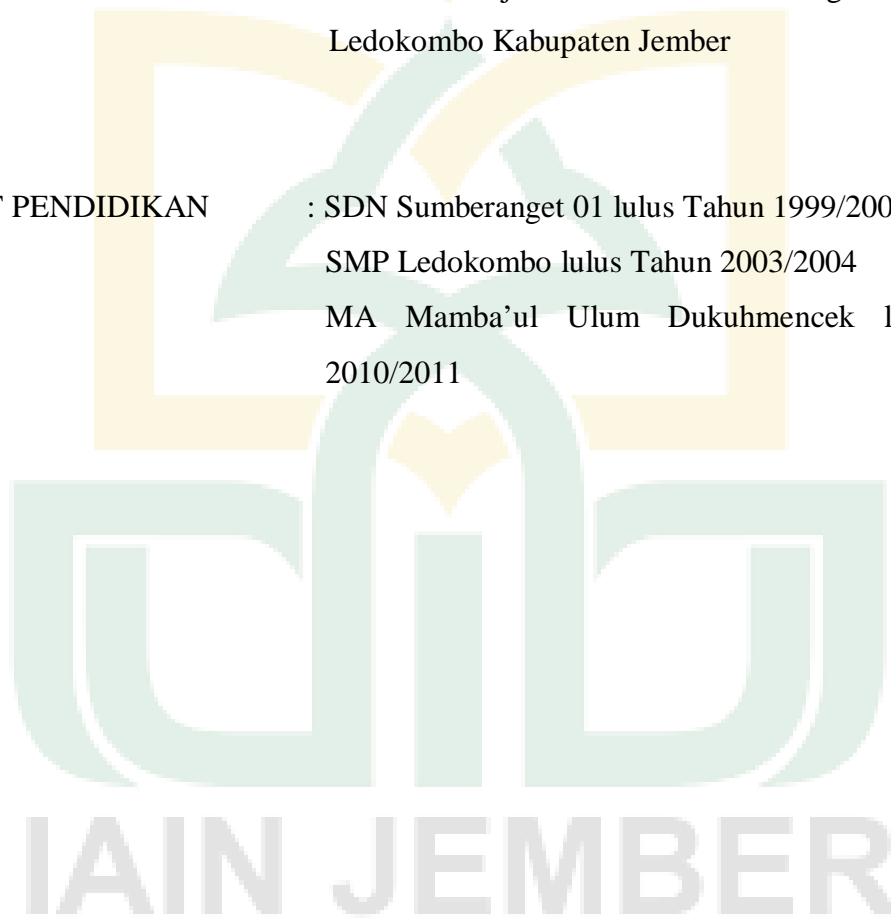 Ledokombo Kabupaten Jember
PENDIDIKAN : SDN Sumberanget 01 lulus Tahun 1999/200
SMP Ledokombo lulus Tahun 2003/2004
MA Mamba’ul Ulum Dukuhmencek
2010/2011
IAIN JEMBER